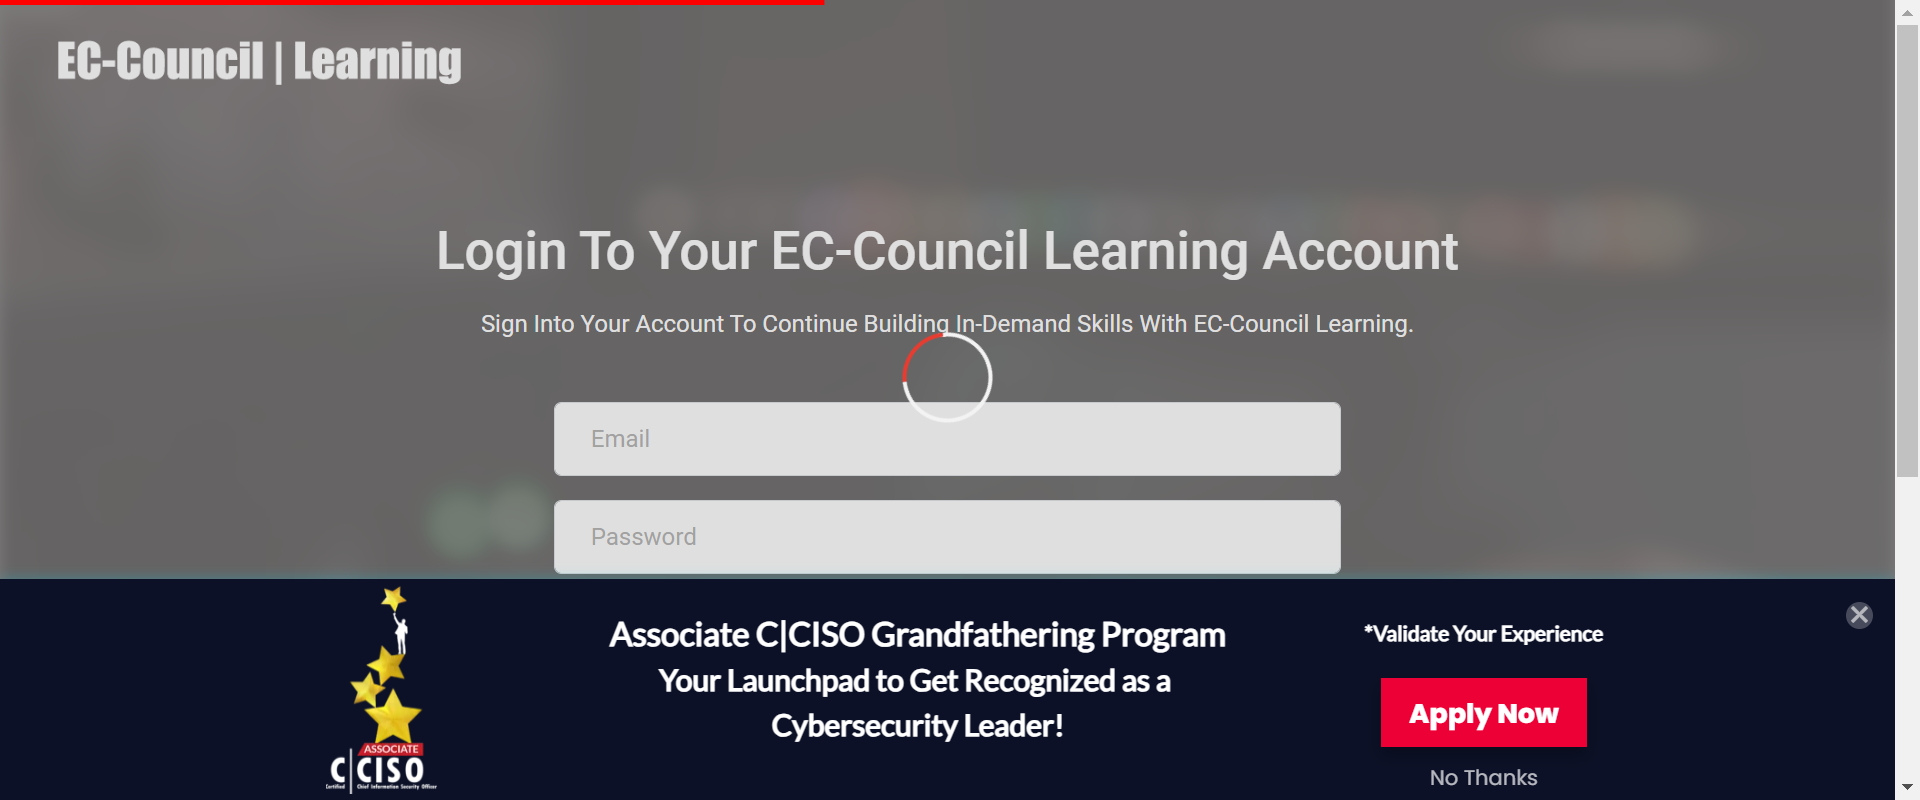 EC-Council | Learning
Login To Your EC-Council Learning Account
Sign Into Your Account To Continue Building In-Demand Skills With EC-Council Learning.
Email
Password
ASSOCIATE
C|CISO
Certified Chief Information Security Officer
Associate C|CISO Grandfathering Program
Your Launchpad to Get Recognized as a
Cybersecurity Leader!
*Validate Your Experience
Apply Now
No Thanks